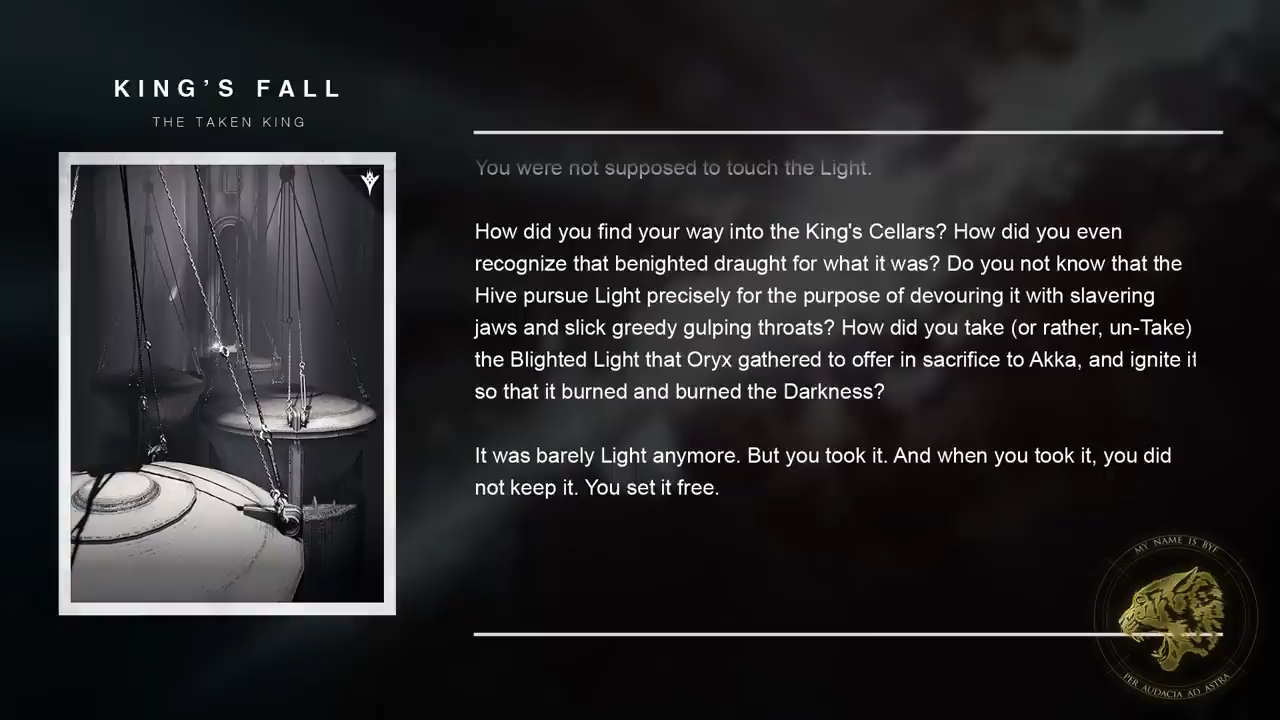 KING'S FALL
THE TAKEN KING
You were not supposed to touch the Light.
How did you find your way into the King's Cellars? How did you even
recognize that benighted draught for what it was? Do you not know that the
Hive pursue Light precisely for the purpose of devouring it with slavering
jaws and slick greedy gulping throats? How did you take (or rather, un-Take)
the Blighted Light that Oryx gathered to offer in sacrifice to Akka, and ignite it
so that it burned and burned the Darkness?
It was barely Light anymore. But you took it. And when you took it, you did
not keep it. You set it free.
MY NAME IS BYF
PER AUDACIA AD ASTRA